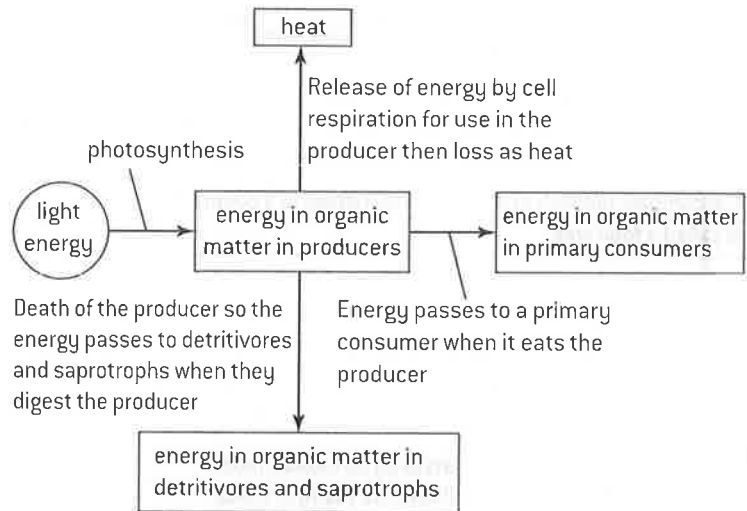 heat
Release of energy by cell
respiration for use in the
producer then loss as heat
photosynthesis
light
energy
energy in organic
matter in producers
energy in organic matter
in primary consumers
Death of the producer so the
energy passes to detritivores
and saprotrophs when they
digest the producer
Energy passes to a primary
consumer when it eats the
producer
energy in organic matter in
detritivores and saprotrophs